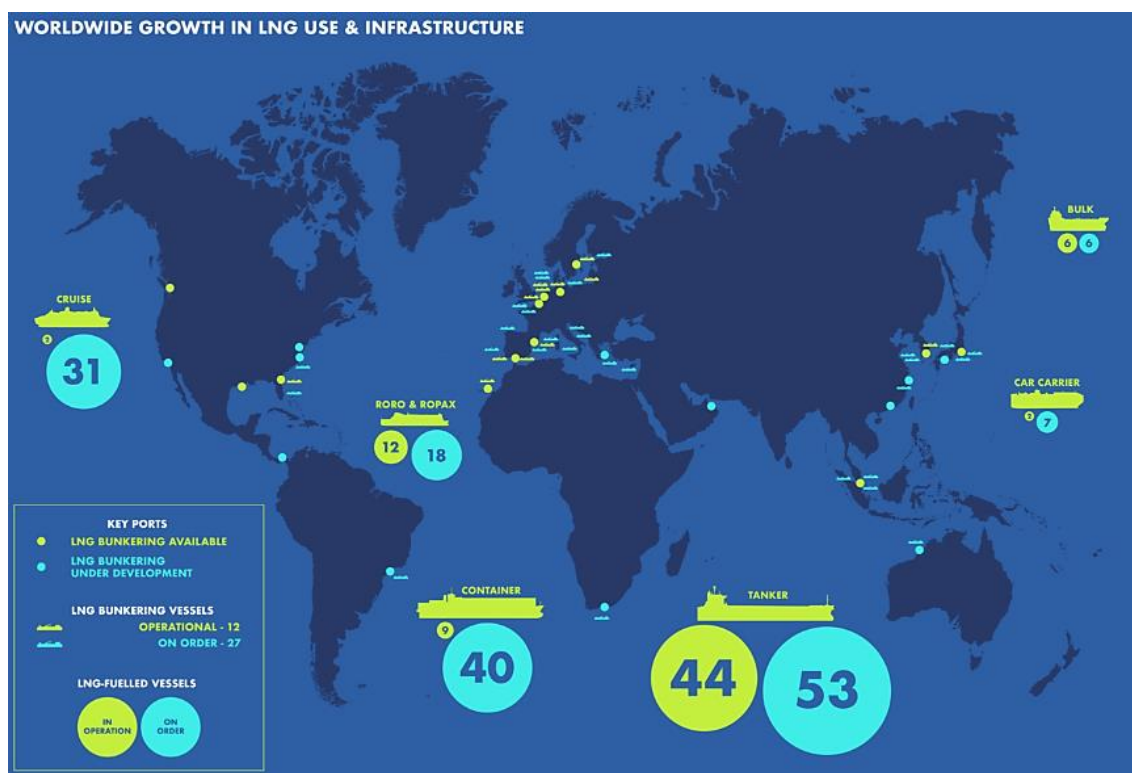 WORLDWIDE GROWTH IN LNG USE & INFRASTRUCTURE
BULK
6 6
CRUISE
2
31
CAR CARRIER
2 7
RORO & ROPAX
12 18
KEY PORTS
LNG BUNKERING AVAILABLE
LNG BUNKERING
UNDER DEVELOPMENT
LNG BUNKERING VESSELS
OPERATIONAL - 12
ON ORDER - 27
LNG-FUELLED VESSELS
IN
OPERATION
ON
ORDER
CONTAINER
9
40
TANKER
44 53